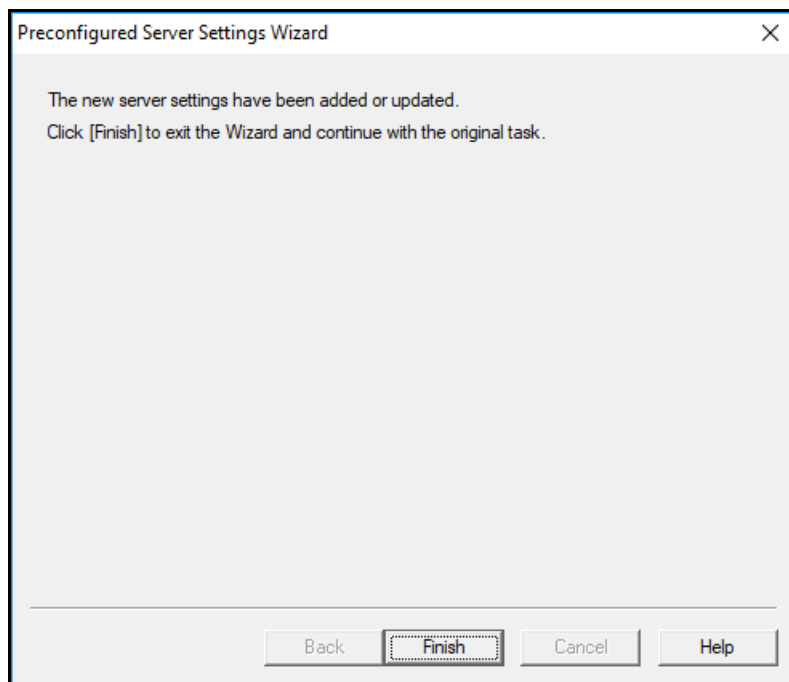 Preconfigured Server Settings Wizard
The new server settings have been added or updated.
Click [Finish] to exit the Wizard and continue with the original task.
Back Finish Cancel Help